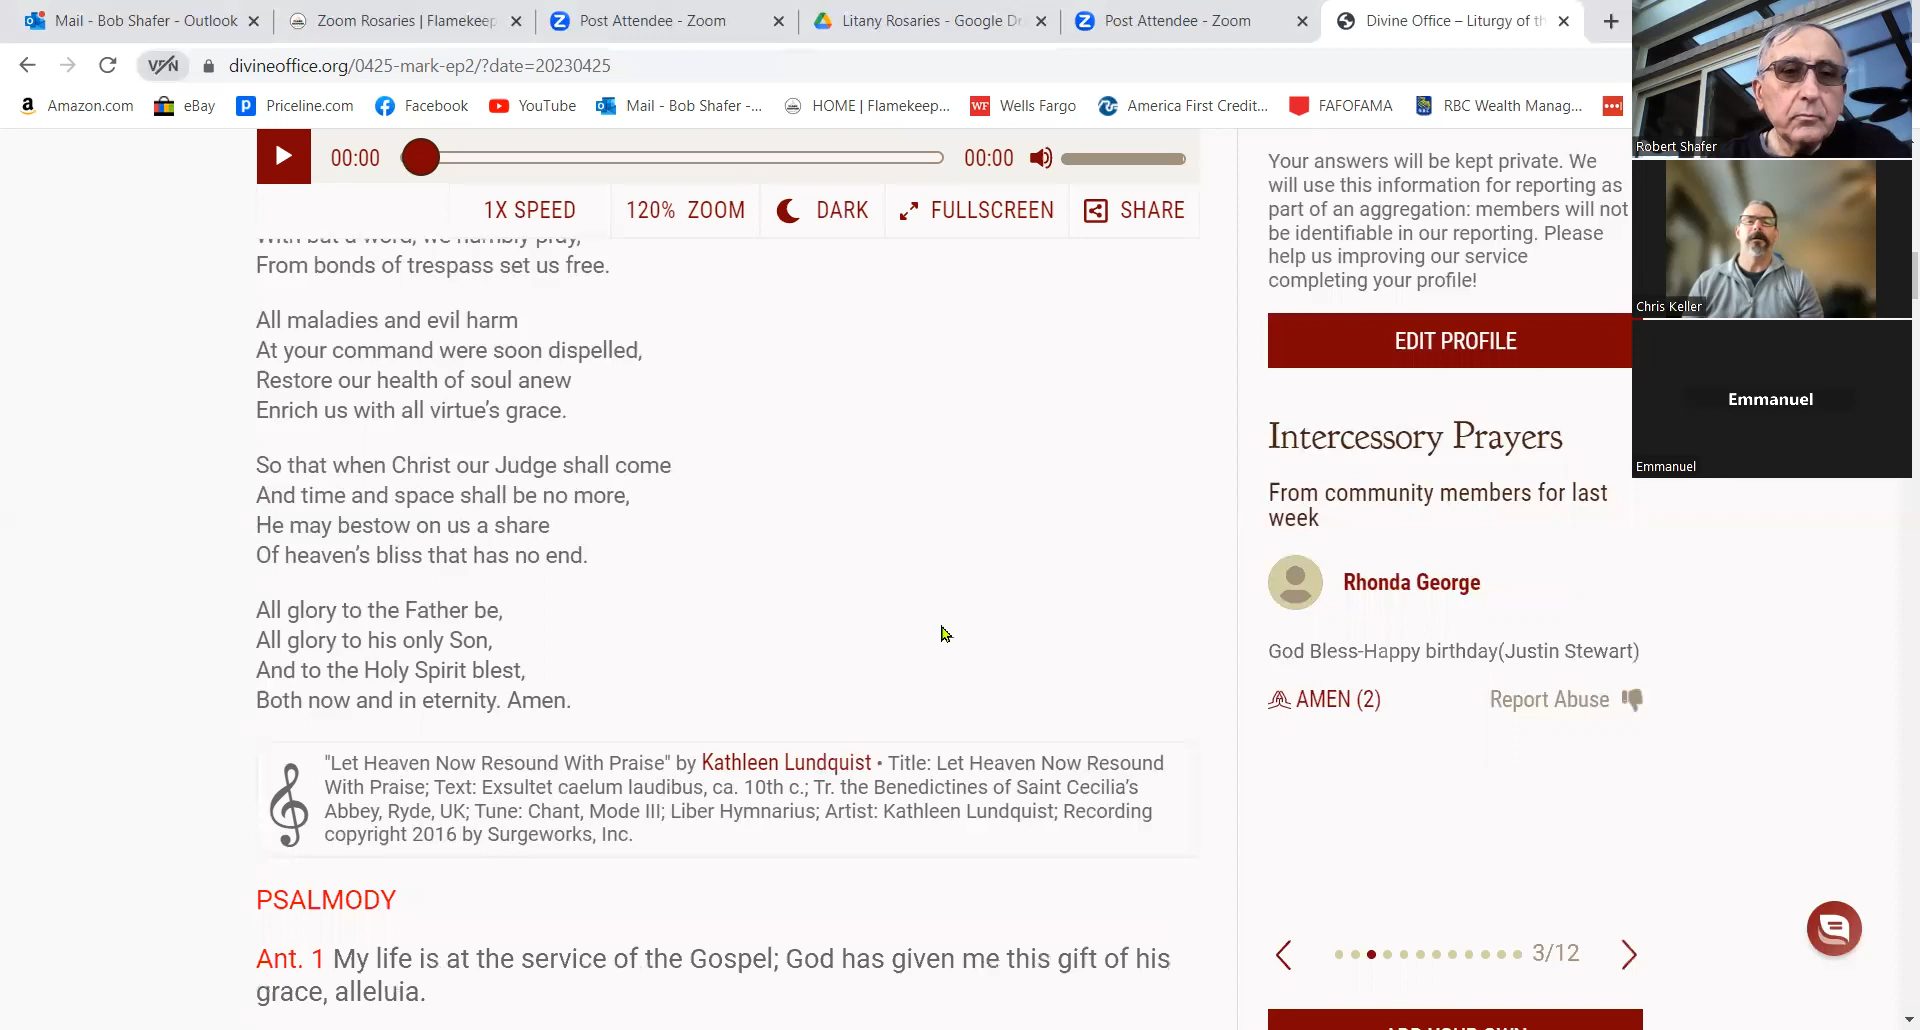 Mail - Bob Shafer - Outlook
Zoom Rosaries | Flamekeep
Post Attendee - Zoom
Litany Rosaries - Google Dr
Post Attendee - Zoom
Divine Office – Liturgy of th
VPN
divineoffice.org/0425-mark-ep2/?date=20230425
Amazon.com
eBay
Priceline.com
Facebook
YouTube
Mail - Bob Shafer -...
HOME | Flamekeep...
WF Wells Fargo
America First Credit...
FAFOFAMA
RBC Wealth Manag...
00:00
00:00
1X SPEED
120% ZOOM
DARK
FULLSCREEN
SHARE
With but a word, we humbly pray,
From bonds of trespass set us free.
All maladies and evil harm
At your command were soon dispelled,
Restore our health of soul anew
Enrich us with all virtue's grace.
So that when Christ our Judge shall come
And time and space shall be no more,
He may bestow on us a share
Of heaven's bliss that has no end.
All glory to the Father be,
All glory to his only Son,
And to the Holy Spirit blest,
Both now and in eternity. Amen.
"Let Heaven Now Resound With Praise" by Kathleen Lundquist • Title: Let Heaven Now Resound
With Praise; Text: Exsultet caelum laudibus, ca. 10th c.; Tr. the Benedictines of Saint Cecilia's
Abbey, Ryde, UK; Tune: Chant, Mode III; Liber Hymnarius; Artist: Kathleen Lundquist; Recording
copyright 2016 by Surgeworks, Inc.
PSALMODY
Ant. 1 My life is at the service of the Gospel; God has given me this gift of his
grace, alleluia.
Your answers will be kept private. We
will use this information for reporting as
part of an aggregation: members will not
be identifiable in our reporting. Please
help us improving our service
completing your profile!
EDIT PROFILE
Intercessory Prayers
From community members for last
week
Rhonda George
God Bless-Happy birthday(Justin Stewart)
AMEN (2)
Report Abuse
3/12
ADD YOUR OWN
Robert Shafer
Chris Keller
Emmanuel
Emmanuel